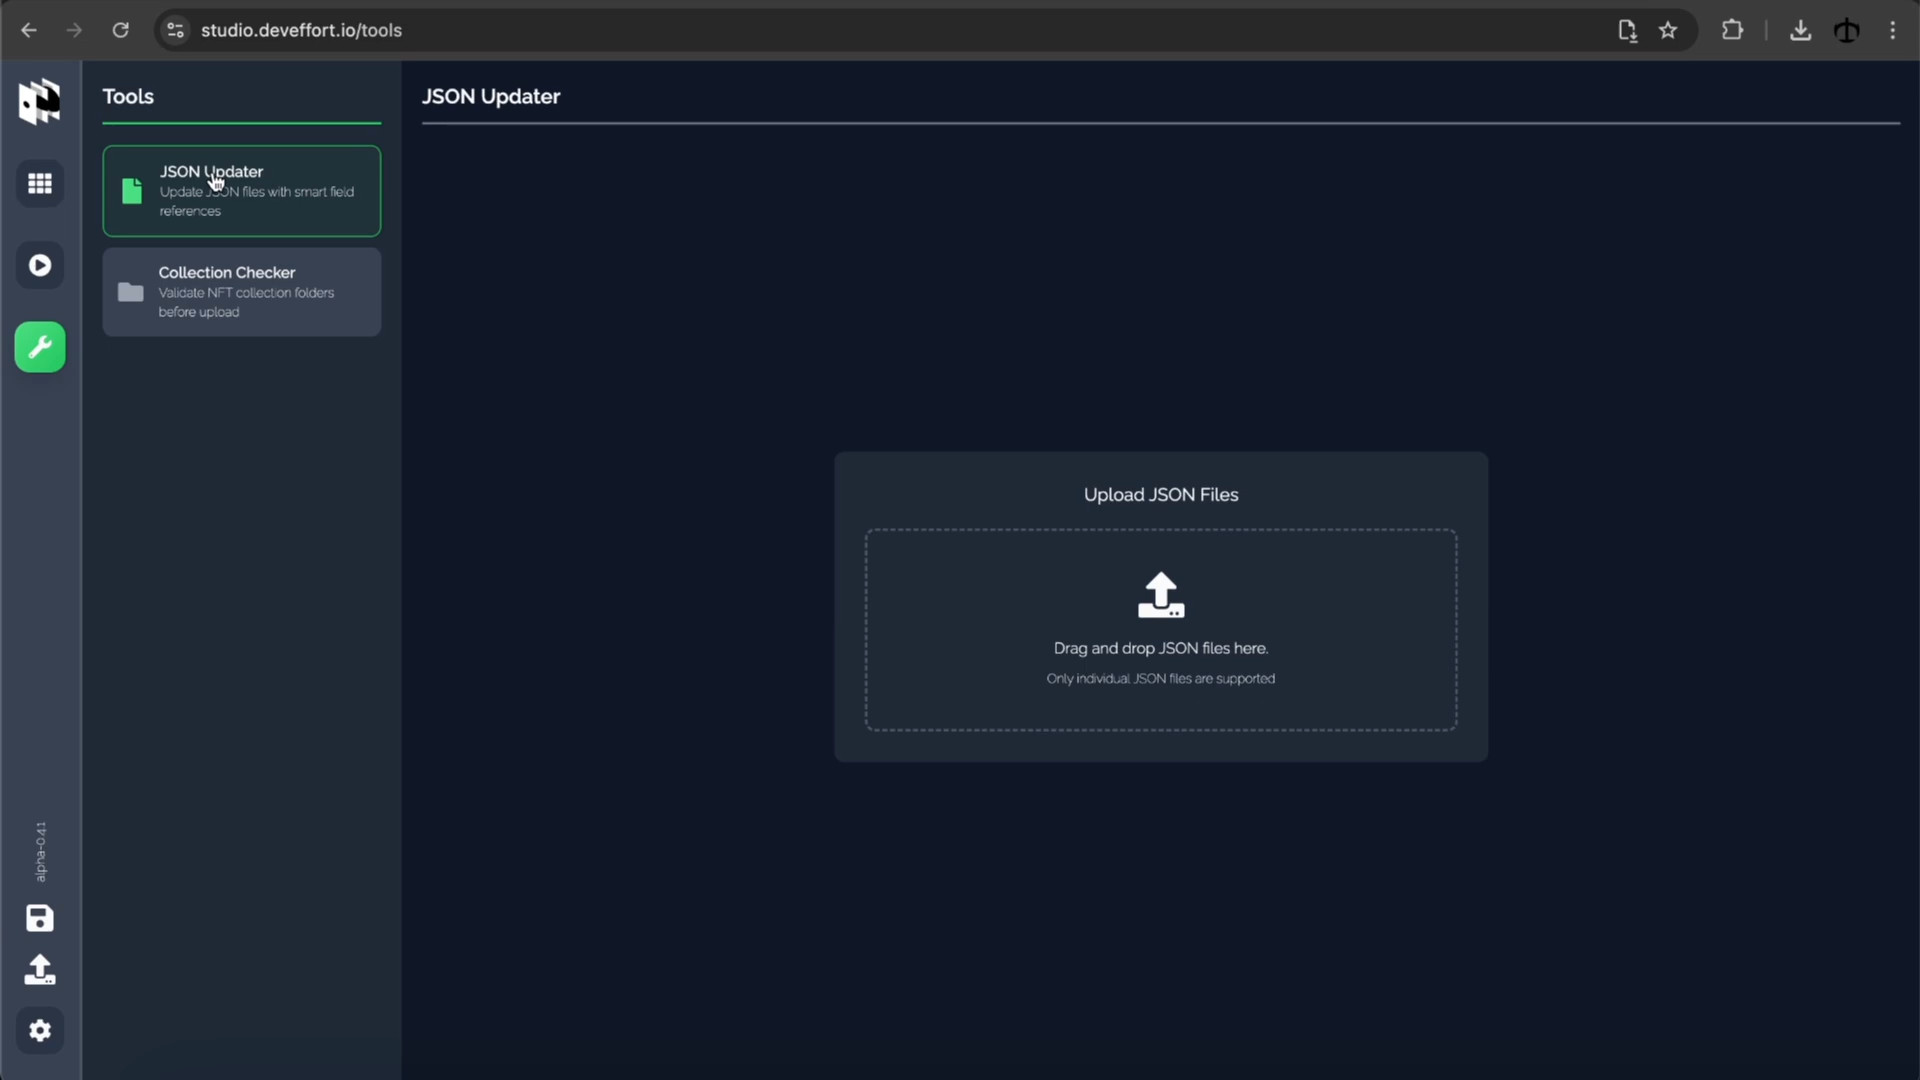 studio.deveffort.io/tools
Tools
JSON Updater
Update JSON files with smart field
references
Collection Checker
Validate NFT collection folders
before upload
alpha-0.4.1
JSON Updater
Upload JSON Files
Drag and drop JSON files here.
Only individual JSON files are supported